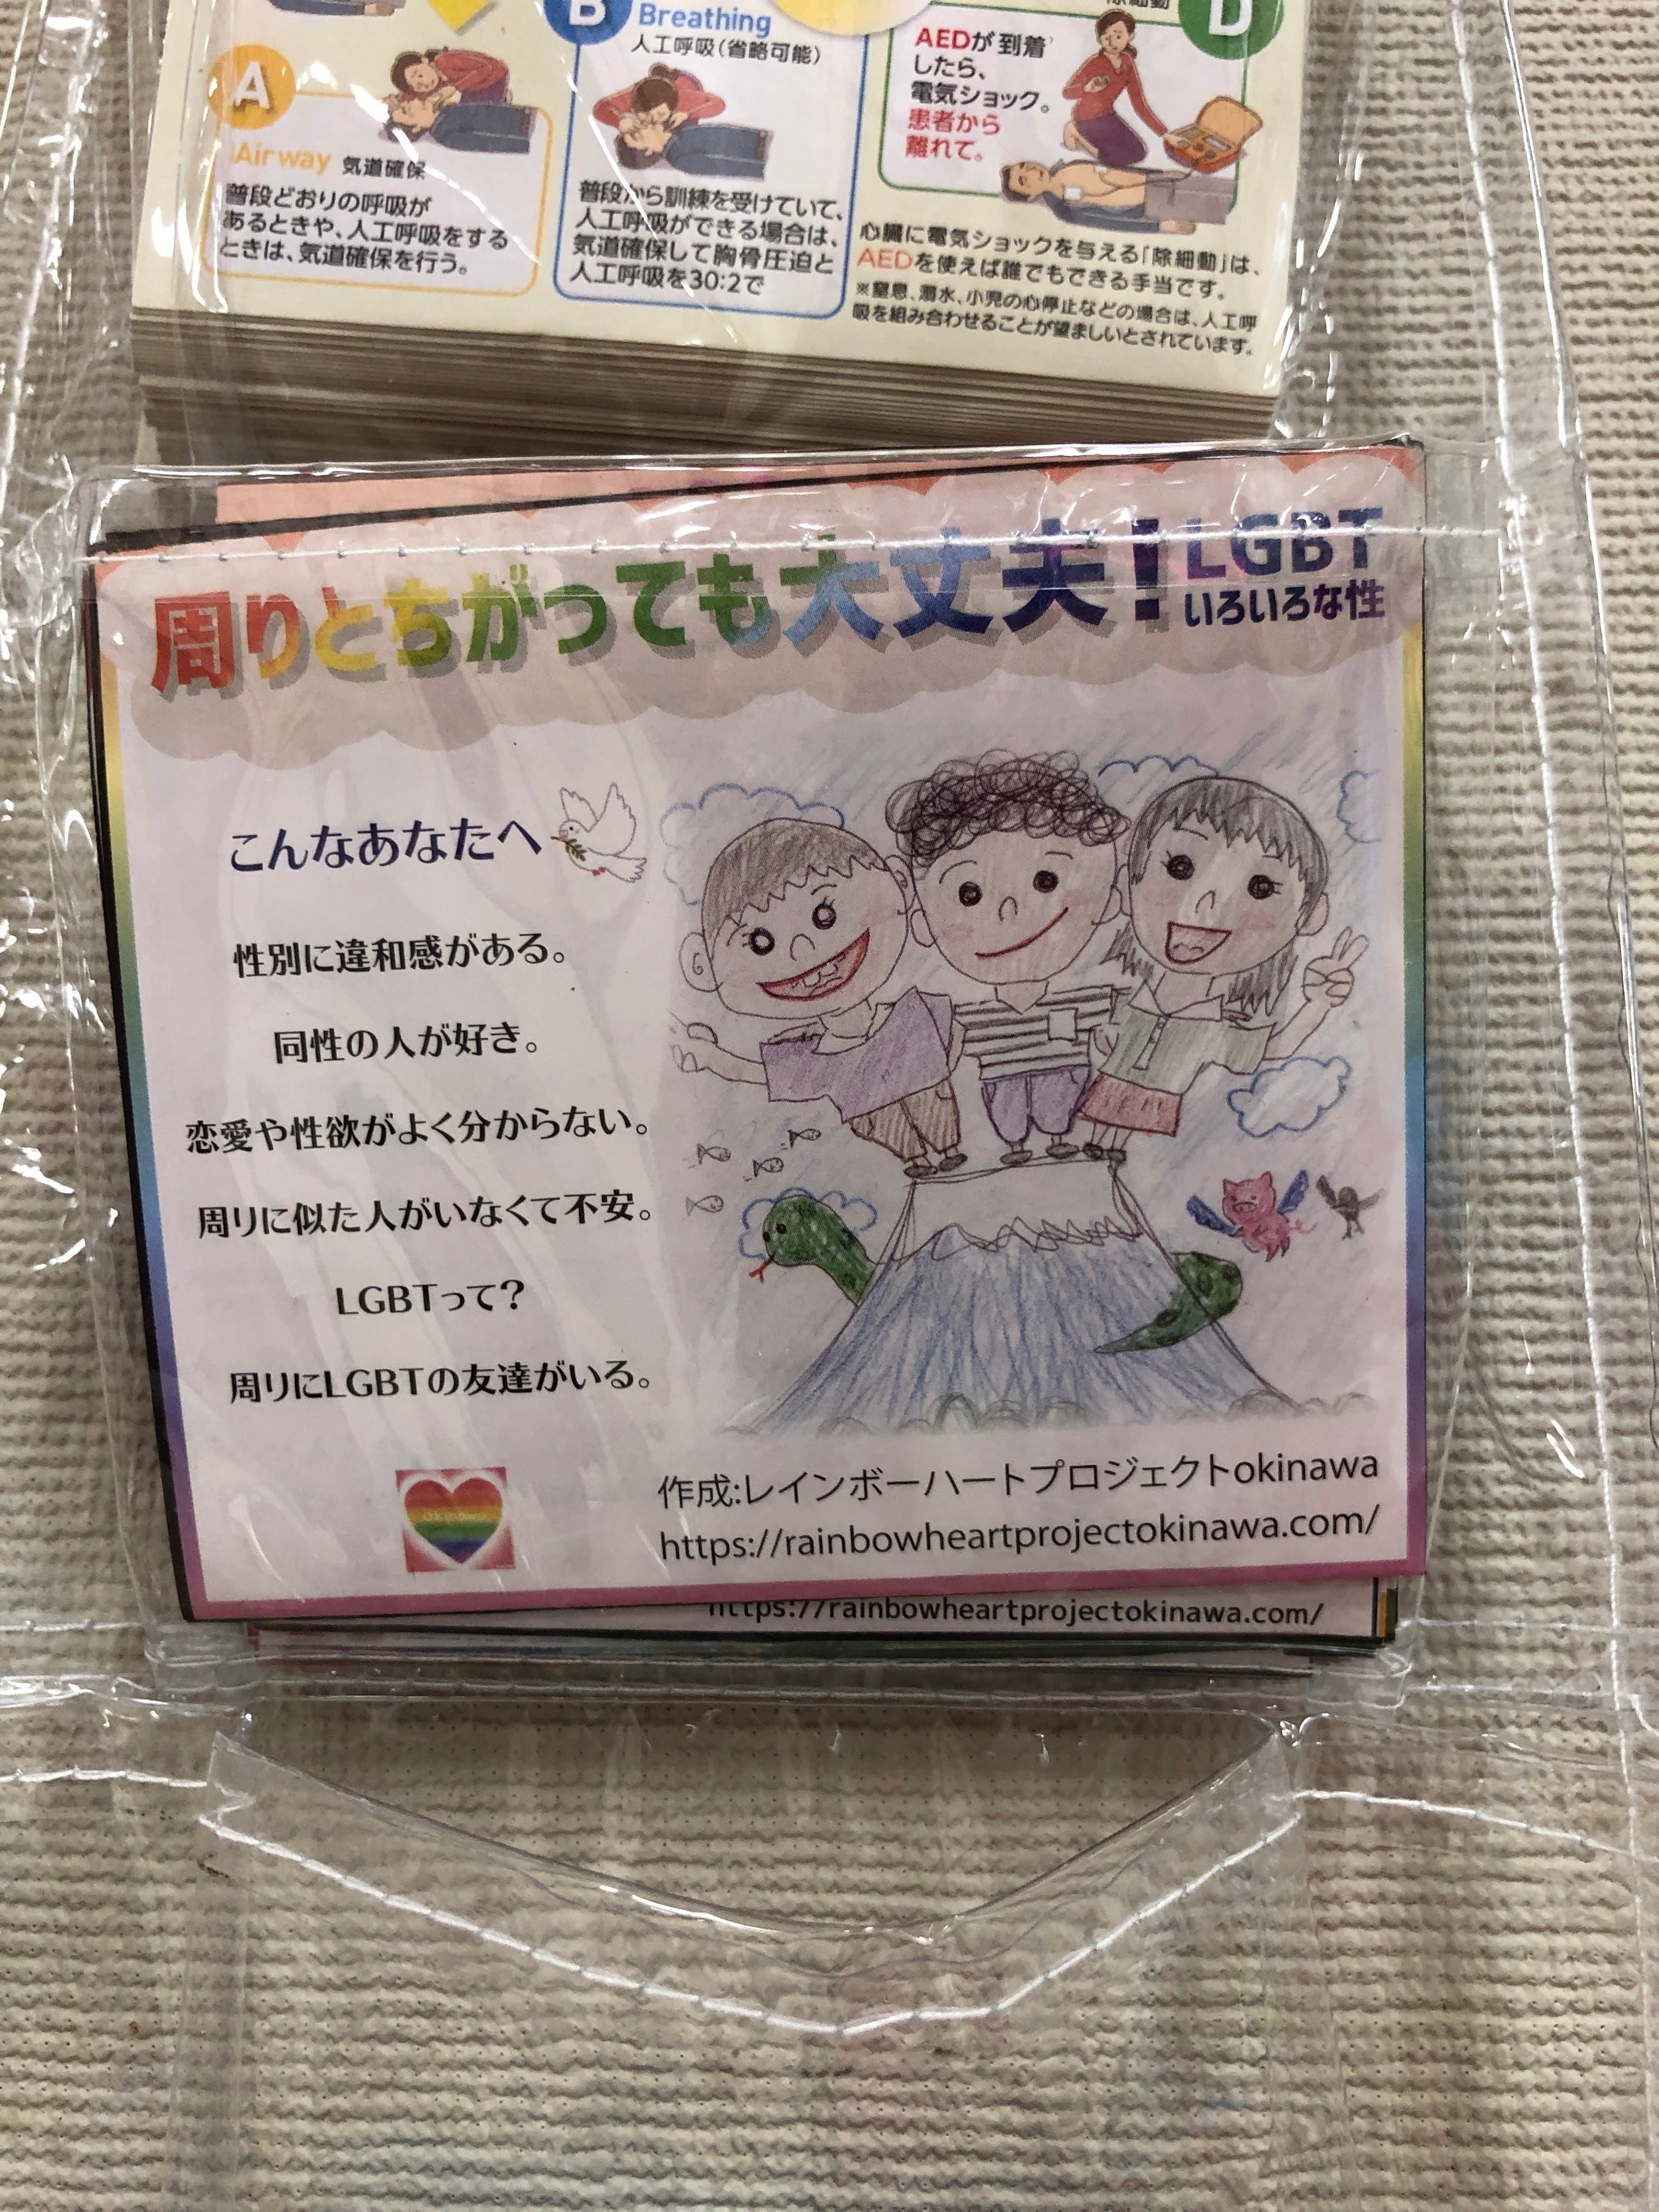 B
Breathing
人工呼吸(省略可能)
D
AEDが到着
したら、
電気ショック。
患者から
離れて。
A
Airway 気道確保
普段どおりの呼吸が
あるときや、人工呼吸をする
ときは、気道確保を行う。
普段から訓練を受けていて、
人工呼吸ができる場合は、
気道確保して胸骨圧迫と
人工呼吸を30:2で
心臓に電気ショックを与える「除細動」は、
AEDを使えば誰でもできる手当です。
※窒息、溺水、小児の心停止などの場合は、人工呼
吸を組み合わせることが望ましいとされています。
周りとちがっても大丈夫!
LGBT
いろいろな性
こんなあなたへ
性別に違和感がある。
同性の人が好き。
恋愛や性欲がよく分からない。
周りに似た人がいなくて不安。
LGBTって?
周りにLGBTの友達がいる。
作成:レインボーハートプロジェクトokinawa
https://rainbowheartprojectokinawa.com/
https://rainbowheartprojectokinawa.com/